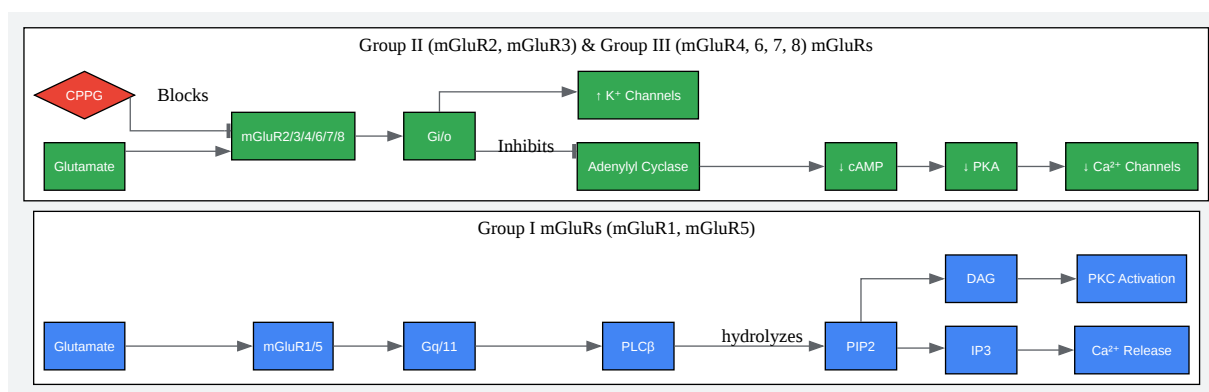 Group II (mGluR2, mGluR3) & Group III (mGluR4, 6, 7, 8) mGluRs
CPPG
Blocks
↑ K⁺ Channels
mGluR2/3/4/6/7/8
Gi/o
Inhibits
Glutamate
Adenylyl Cyclase
↓ cAMP
↓ PKA
↓ Ca²⁺ Channels
Group I mGluRs (mGluR1, mGluR5)
DAG
PKC Activation
Glutamate
mGluR1/5
Gq/11
PLCβ
hydrolyzes
PIP2
IP3
Ca²⁺ Release